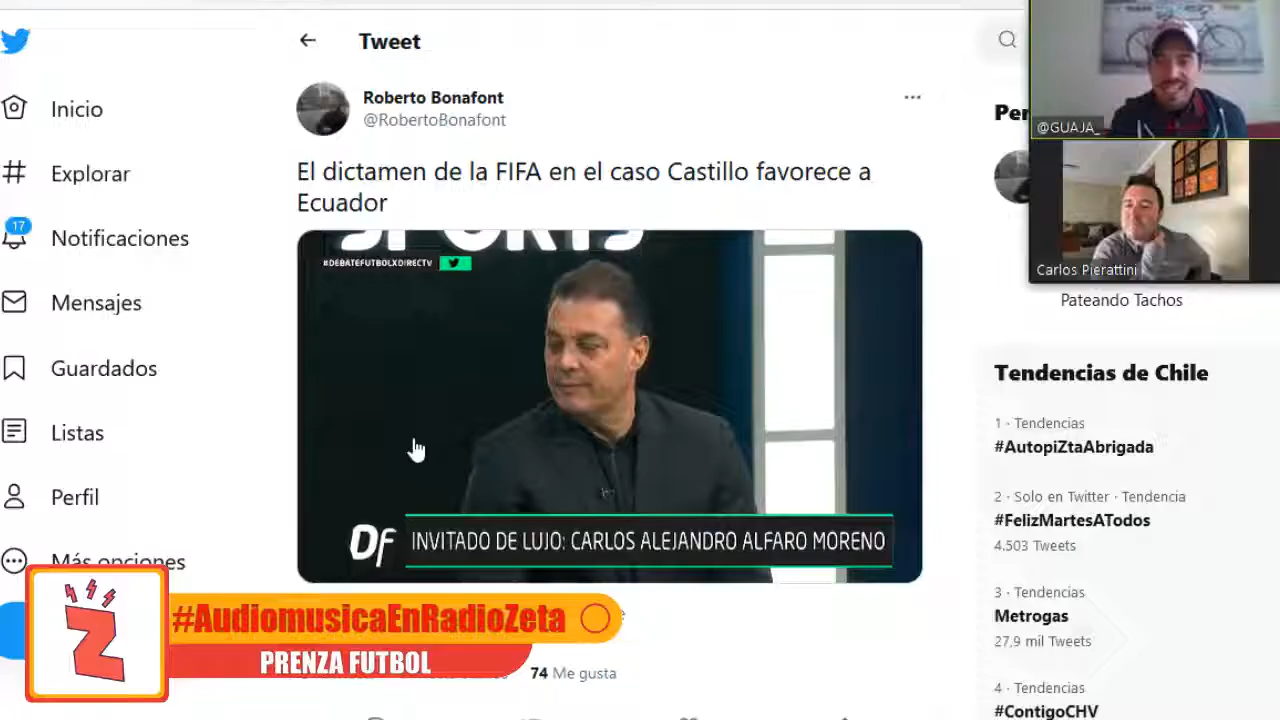 Tweet
Inicio
Explorar
17
Notificaciones
Mensajes
Guardados
Listas
Perfil
Más opciones
Roberto Bonafont
@RobertoBonafont
El dictamen de la FIFA en el caso Castillo favorece a
Ecuador
SPORTS
#DEBATEFUTBOLXDIRECTV
Df
INVITADO DE LUJO: CARLOS ALEJANDRO ALFARO MORENO
74 Me gusta
@GUAJA_
Carlos Pierattini
Pateando Tachos
Tendencias de Chile
1 · Tendencias
#AutopiZtaAbrigada
2 · Solo en Twitter · Tendencia
#FelizMartesATodos
4.503 Tweets
3 · Tendencias
Metrogas
27,9 mil Tweets
4 · Tendencias
#ContigoCHV
Z
#AudiomusicaEnRadioZeta
PRENZA FUTBOL